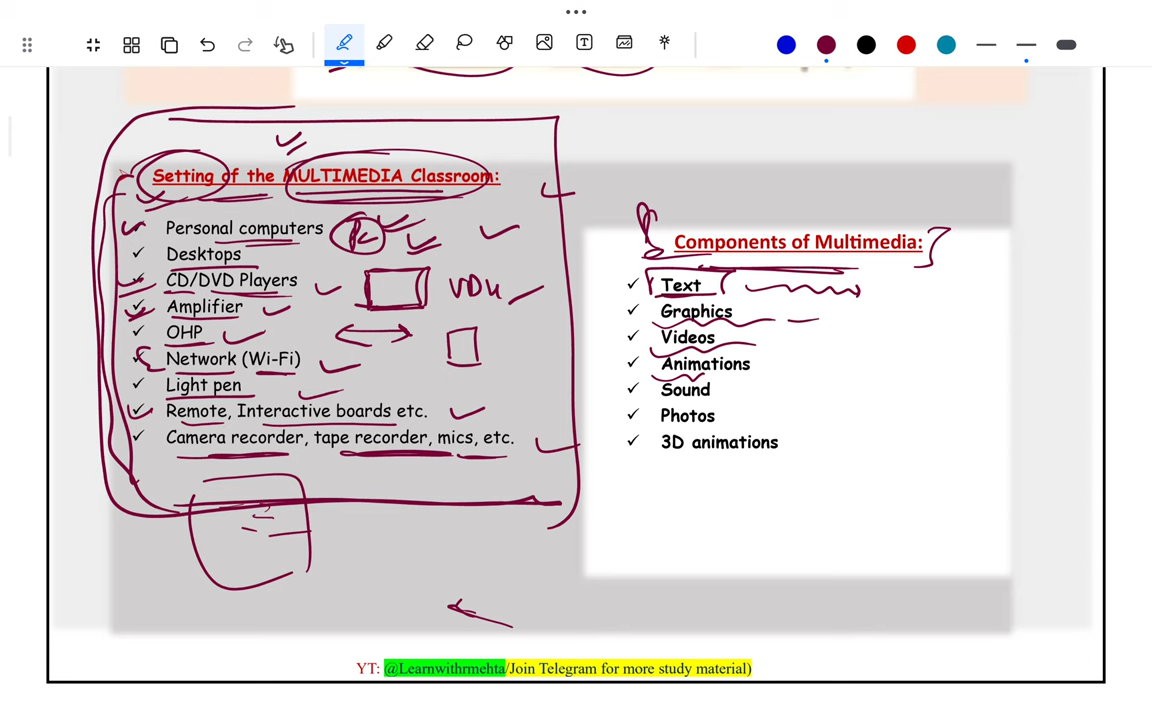 Setting of the MULTIMEDIA Classroom:
✓ Personal computers
✓ Desktops
✓ CD/DVD Players
VDU
✓ Amplifier
✓ OHP
✓ Network (Wi-Fi)
✓ Light pen
✓ Remote, Interactive boards etc.
✓ Camera recorder, tape recorder, mics, etc.
Components of Multimedia:
✓ Text
✓ Graphics
✓ Videos
✓ Animations
✓ Sound
✓ Photos
✓ 3D animations
YT: @Learnwithrmehta/Join Telegram for more study material)